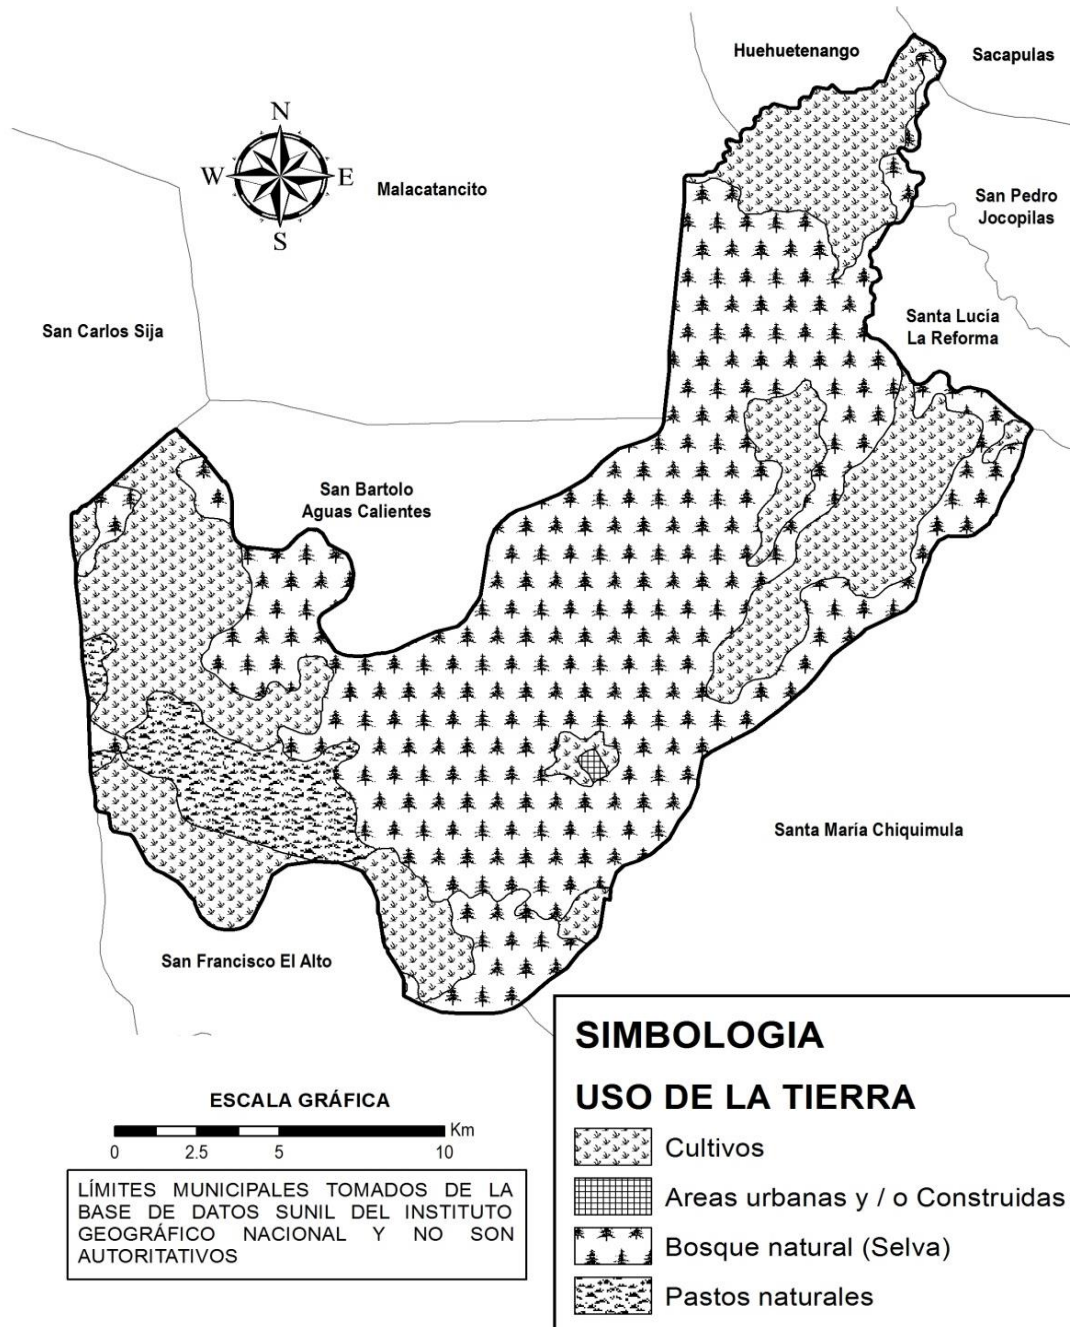 Huehuetenango
Sacapulas
N
W
E
S
Malacatancito
San Pedro
Jocopilas
San Carlos Sija
Santa Lucía
La Reforma
San Bartolo
Aguas Calientes
Santa María Chiquimula
San Francisco El Alto
ESCALA GRÁFICA
Km
0 2.5 5 10
LÍMITES MUNICIPALES TOMADOS DE LA
BASE DE DATOS SUNIL DEL INSTITUTO
GEOGRÁFICO NACIONAL Y NO SON
AUTORITATIVOS
SIMBOLOGIA
USO DE LA TIERRA
Cultivos
Areas urbanas y / o Construidas
Bosque natural (Selva)
Pastos naturales